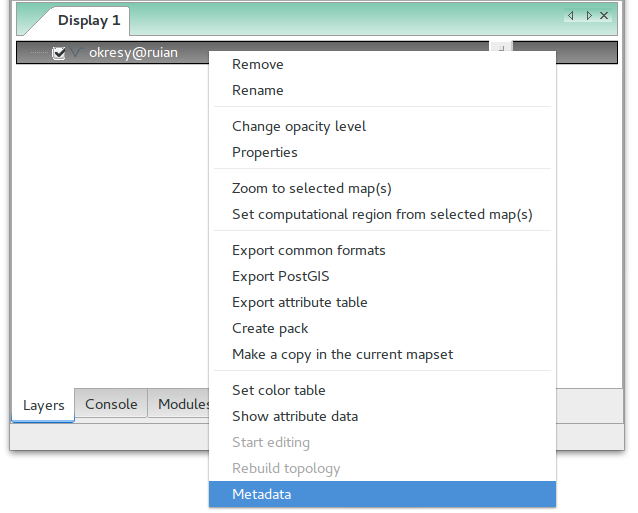 Display 1
okresy@ruian
Remove
Rename
Change opacity level
Properties
Zoom to selected map(s)
Set computational region from selected map(s)
Export common formats
Export PostGIS
Export attribute table
Create pack
Make a copy in the current mapset
Set color table
Show attribute data
Start editing
Rebuild topology
Metadata
Layers Console Modules